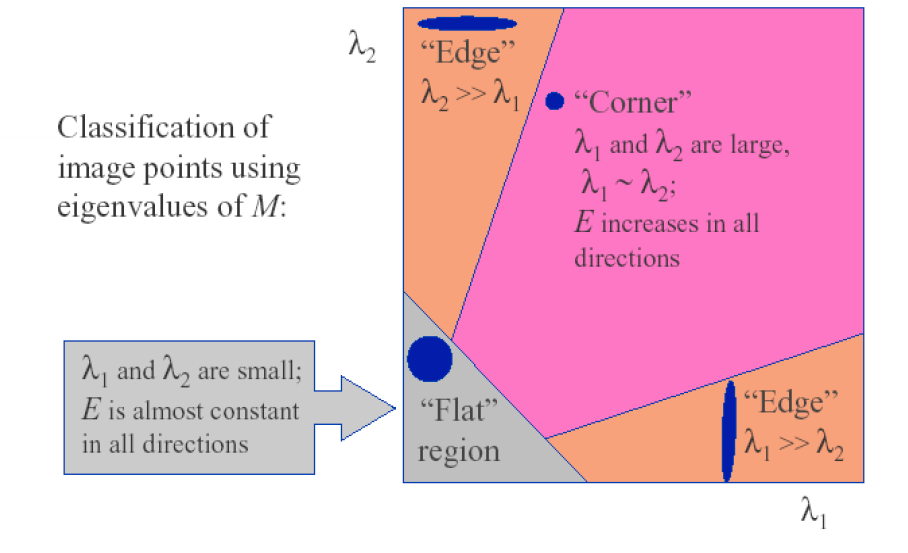 Classification of
image points using
eigenvalues of M:
λ₂
“Edge”
λ₂ >> λ₁
“Corner”
λ₁ and λ₂ are large,
λ₁ ~ λ₂;
E increases in all
directions
λ₁ and λ₂ are small;
E is almost constant
in all directions
“Flat”
region
“Edge”
λ₁ >> λ₂
λ₁